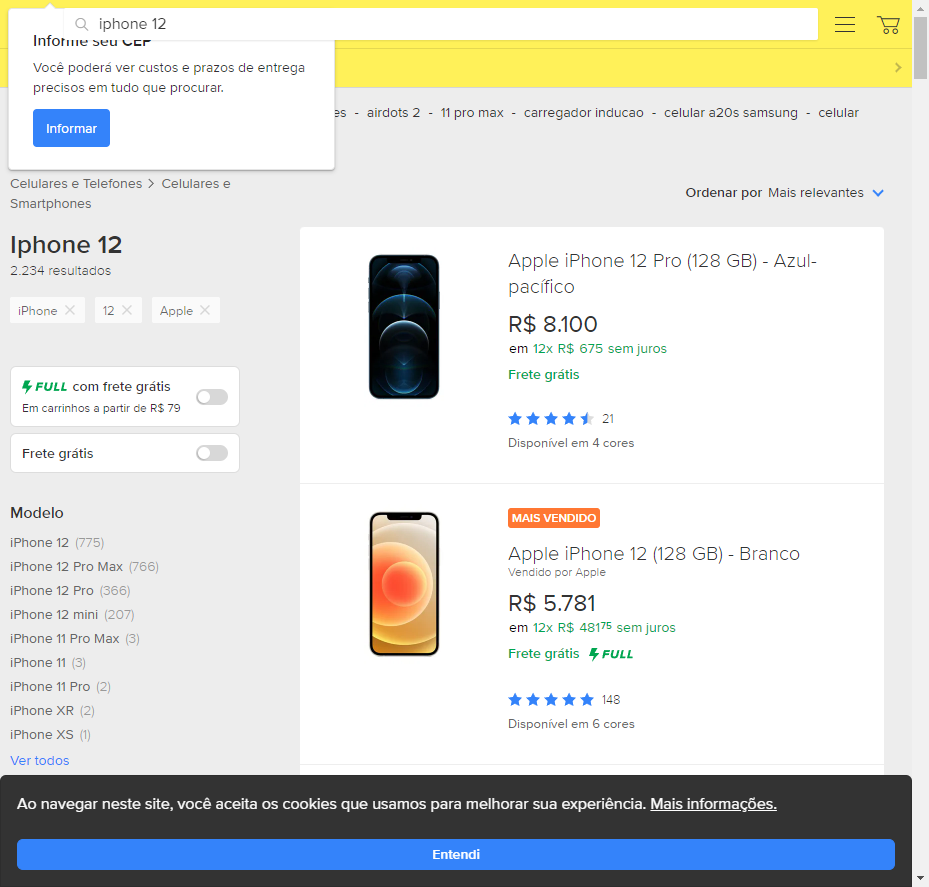 iphone 12
Informe seu CEP
Você poderá ver custos e prazos de entrega
precisos em tudo que procurar.
Informar
es - airdots 2 - 11 pro max - carregador inducao - celular a20s samsung - celular
Celulares e Telefones > Celulares e
Smartphones
Ordenar por Mais relevantes
Iphone 12
2.234 resultados
iPhone 12 Apple
FULL com frete grátis
Em carrinhos a partir de R$ 79
Frete grátis
Modelo
iPhone 12 (775)
iPhone 12 Pro Max (766)
iPhone 12 Pro (366)
iPhone 12 mini (207)
iPhone 11 Pro Max (3)
iPhone 11 (3)
iPhone 11 Pro (2)
iPhone XR (2)
iPhone XS (1)
Ver todos
Apple iPhone 12 Pro (128 GB) - Azul-
pacífico
R$ 8.100
em 12x R$ 675 sem juros
Frete grátis
21
Disponível em 4 cores
MAIS VENDIDO
Apple iPhone 12 (128 GB) - Branco
Vendido por Apple
R$ 5.781
em 12x R$ 48175 sem juros
Frete grátis FULL
148
Disponível em 6 cores
Ao navegar neste site, você aceita os cookies que usamos para melhorar sua experiência. Mais informações.
Entendi